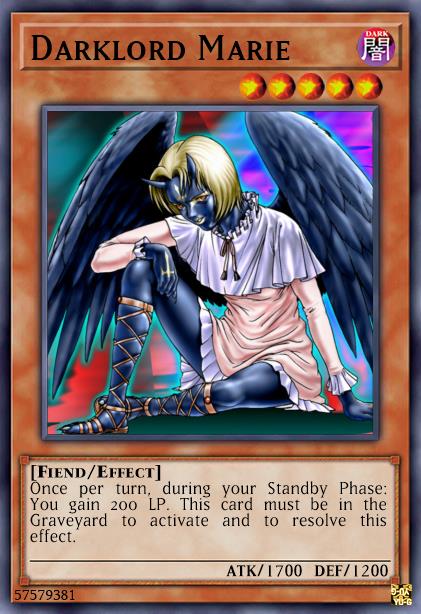 Darklord Marie
DARK
闇
[Fiend/Effect]
Once per turn, during your Standby Phase:
You gain 200 LP. This card must be in the
Graveyard to activate and to resolve this
effect.
ATK/1700 DEF/1200
57579381